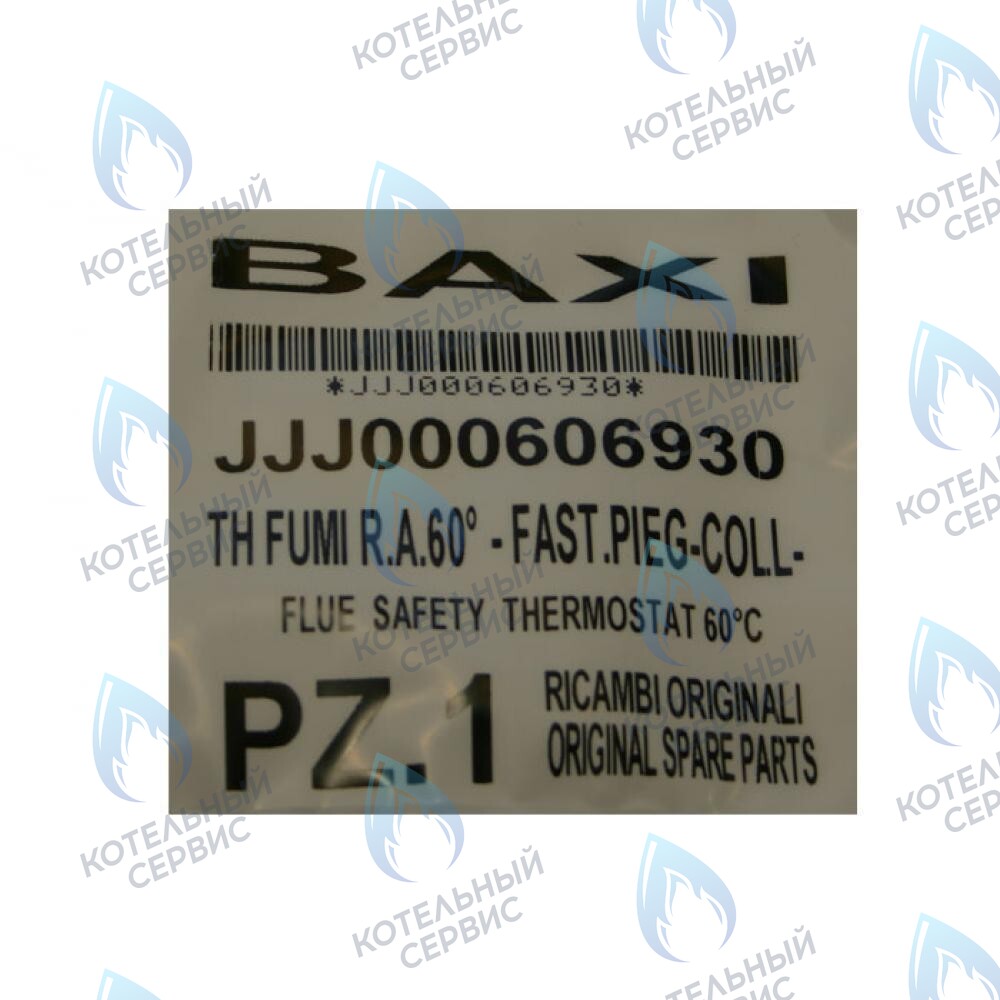 BAXI
*JJJ000606930*
JJJ000606930
TH FUMI R.A.60° - FAST.PIEG-COLL-
FLUE SAFETY THERMOSTAT 60°C
PZ.1
RICAMBI ORIGINALI
ORIGINAL SPARE PARTS
КОТЕЛЬНЫЙ
СЕРВИС